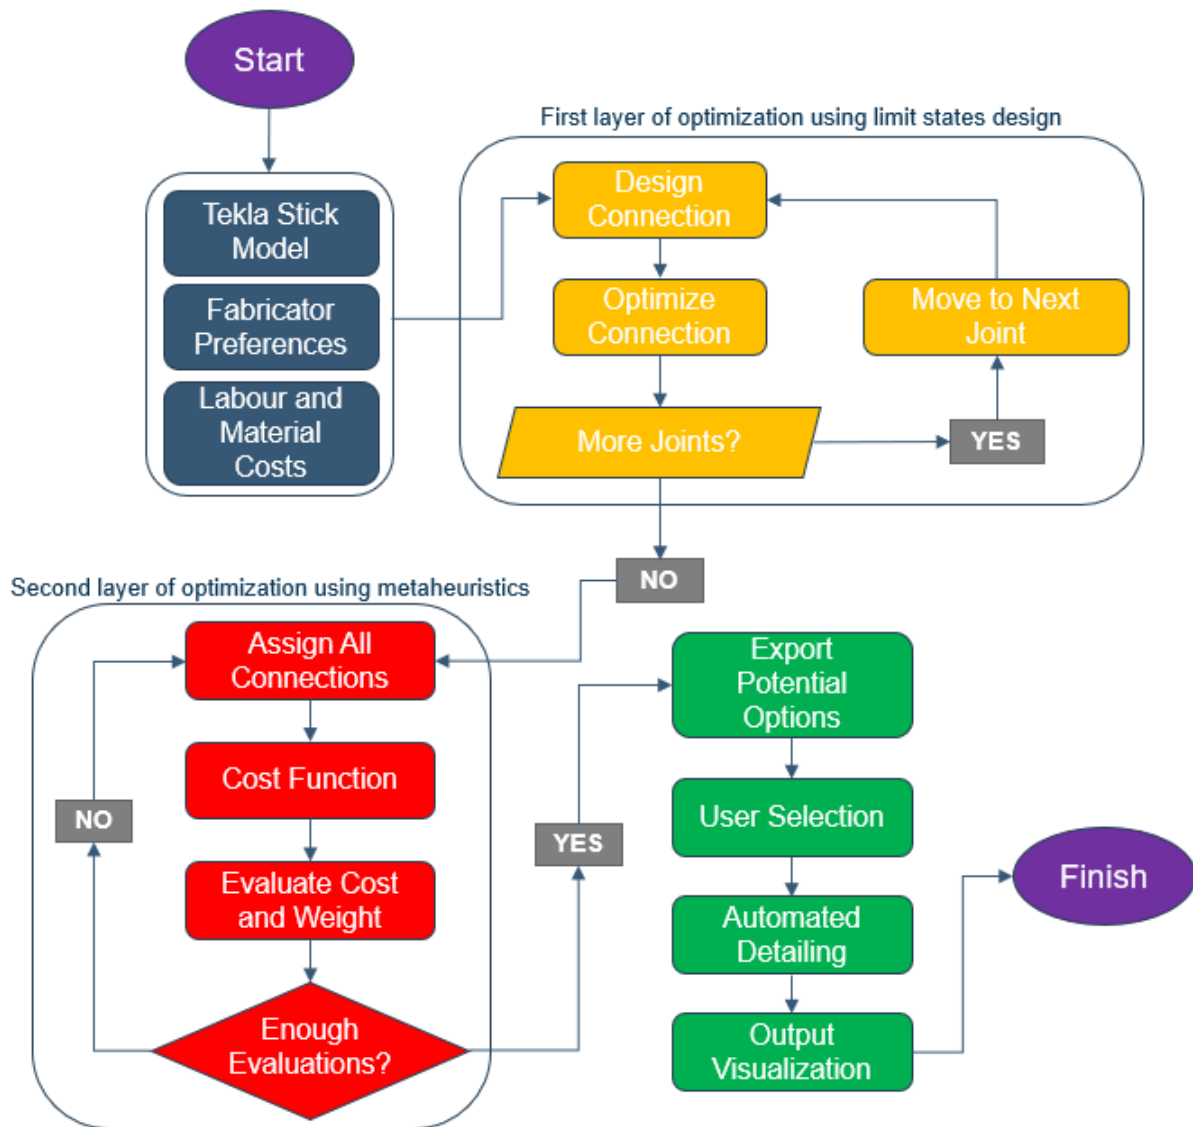 Start
First layer of optimization using limit states design
Tekla Stick
Model
Fabricator
Preferences
Labour and
Material
Costs
Design
Connection
Optimize
Connection
Move to Next
Joint
More Joints?
YES
NO
Second layer of optimization using metaheuristics
Assign All
Connections
Cost Function
NO
Evaluate Cost
and Weight
Enough
Evaluations?
YES
Export
Potential
Options
User Selection
Automated
Detailing
Output
Visualization
Finish